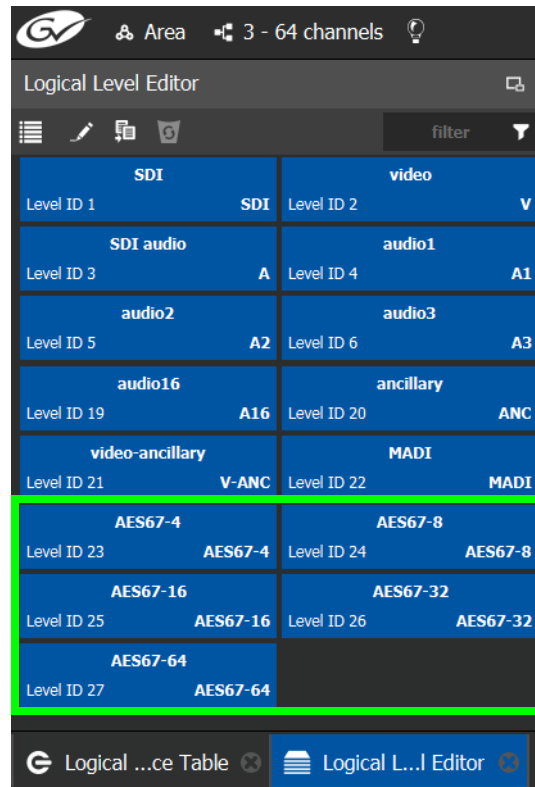 GV Area 3 - 64 channels
Logical Level Editor
filter
SDI video
Level ID 1 SDI Level ID 2 V
SDI audio audio1
Level ID 3 A Level ID 4 A1
audio2 audio3
Level ID 5 A2 Level ID 6 A3
audio16 ancillary
Level ID 19 A16 Level ID 20 ANC
video-ancillary MADI
Level ID 21 V-ANC Level ID 22 MADI
AES67-4 AES67-8
Level ID 23 AES67-4 Level ID 24 AES67-8
AES67-16 AES67-32
Level ID 25 AES67-16 Level ID 26 AES67-32
AES67-64
Level ID 27 AES67-64
Logical ...ce Table Logical L...l Editor